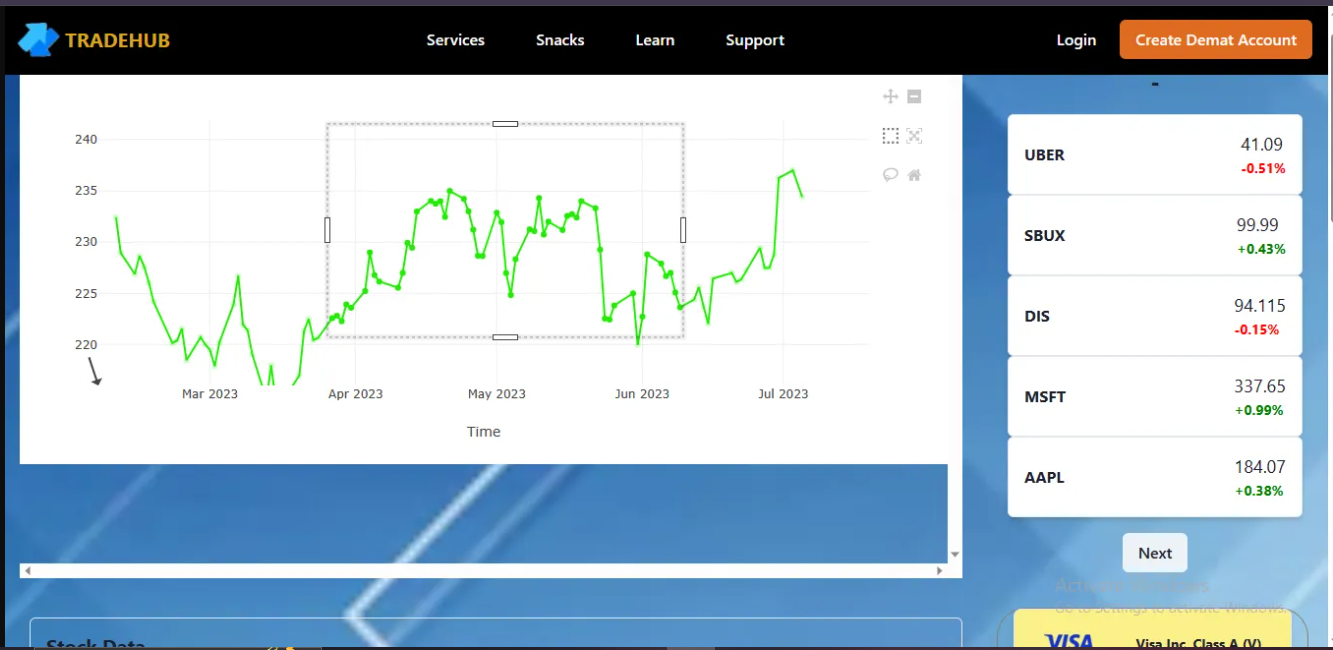 TRADEHUB
Services
Snacks
Learn
Support
Login
Create Demat Account
240
235
230
225
220
Mar 2023
Apr 2023
May 2023
Jun 2023
Jul 2023
Time
UBER
41.09
-0.51%
SBUX
99.99
+0.43%
DIS
94.115
-0.15%
MSFT
337.65
+0.99%
AAPL
184.07
+0.38%
Next
Activate Windows
Go to Settings to activate Windows.
Stock Data
VISA
Visa Inc. Class A (V)